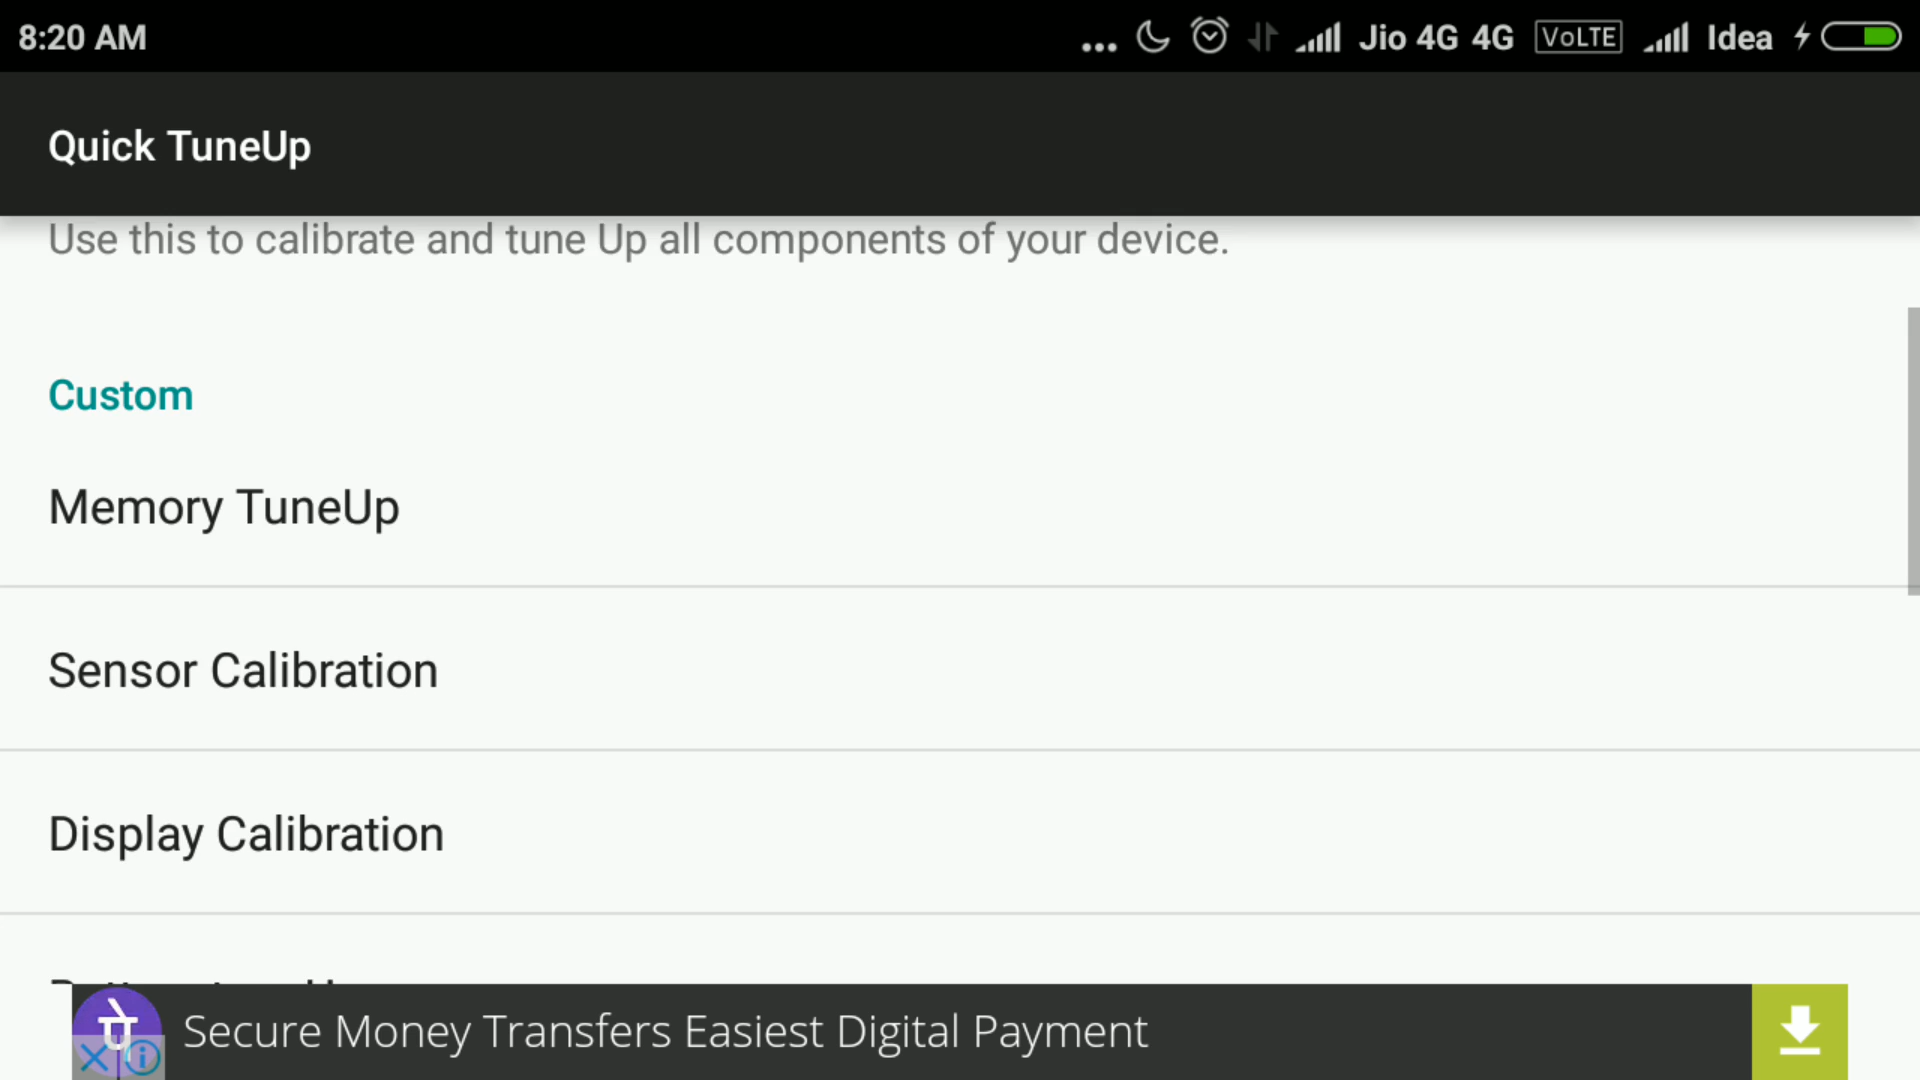 8:20 AM
... Jio 4G 4G VoLTE Idea
Quick TuneUp
Use this to calibrate and tune Up all components of your device.
Custom
Memory TuneUp
Sensor Calibration
Display Calibration
Secure Money Transfers Easiest Digital Payment